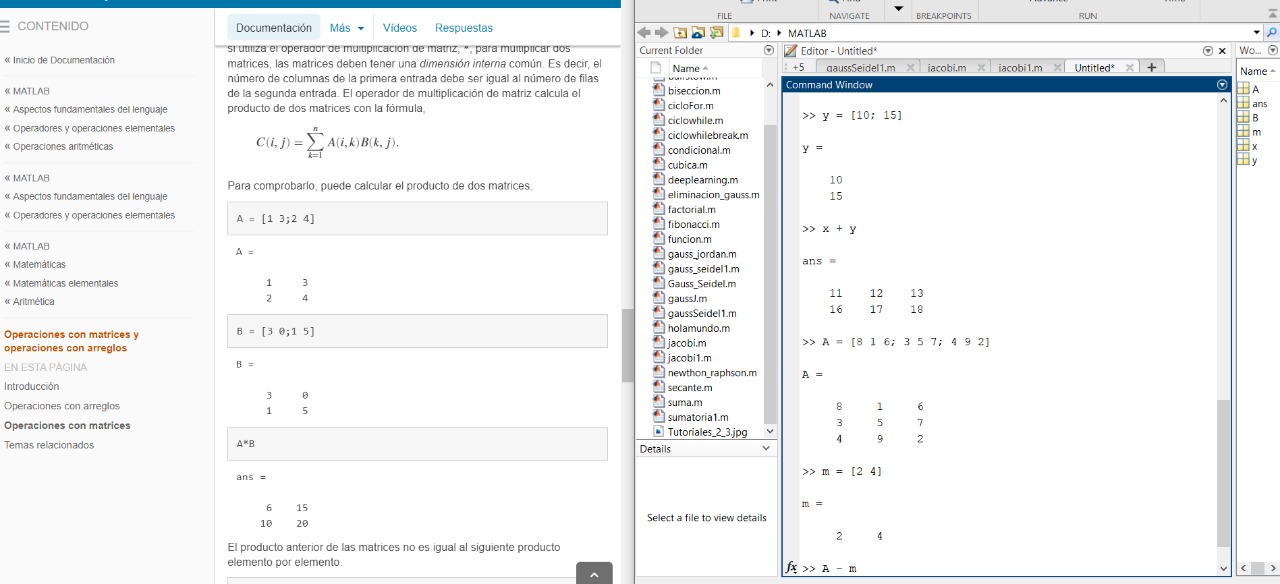 CONTENIDO
« Inicio de Documentación
« MATLAB
« Aspectos fundamentales del lenguaje
« Operadores y operaciones elementales
« Operaciones aritméticas
« MATLAB
« Aspectos fundamentales del lenguaje
« Operadores y operaciones elementales
« MATLAB
« Matemáticas
« Matemáticas elementales
« Aritmética
Operaciones con matrices y
operaciones con arreglos
EN ESTA PÁGINA
Introducción
Operaciones con arreglos
Operaciones con matrices
Temas relacionados
Documentación Más Vídeos Respuestas
si utiliza el operador de multiplicación de matriz, *, para multiplicar dos
matrices, las matrices deben tener una dimensión interna común. Es decir, el
número de columnas de la primera entrada debe ser igual al número de filas
de la segunda entrada. El operador de multiplicación de matriz calcula el
producto de dos matrices con la fórmula,
C(i, j) = n∑k=1 A(i, k)B(k, j).
Para comprobarlo, puede calcular el producto de dos matrices.
A = [1 3;2 4]
A =
1 3
2 4
B = [3 0;1 5]
B =
3 0
1 5
A*B
ans =
6 15
10 20
El producto anterior de las matrices no es igual al siguiente producto
elemento por elemento.
FILE NAVIGATE BREAKPOINTS RUN
D: MATLAB
Current Folder
Name
biseccion.m
cicloFor.m
ciclowhile.m
ciclowhilebreak.m
condicional.m
cubica.m
deeplearning.m
eliminacion_gauss.m
factorial.m
fibonacci.m
funcion.m
gauss_jordan.m
gauss_seidel1.m
Gauss_Seidel.m
gaussJ.m
gaussSeidel1.m
holamundo.m
jacobi.m
jacobi1.m
newthon_raphson.m
secante.m
suma.m
sumatoria1.m
Tutoriales_2_3.jpg
Details
Select a file to view details
Editor - Untitled*
+5 gaussSeidel1.m jacobi.m jacobi1.m Untitled* +
Command Window
>> y = [10; 15]
y =
10
15
>> x + y
ans =
11 12 13
16 17 18
>> A = [8 1 6; 3 5 7; 4 9 2]
A =
8 1 6
3 5 7
4 9 2
>> m = [2 4]
m =
2 4
fx >> A - m
Wo...
Name
A
ans
B
m
x
y